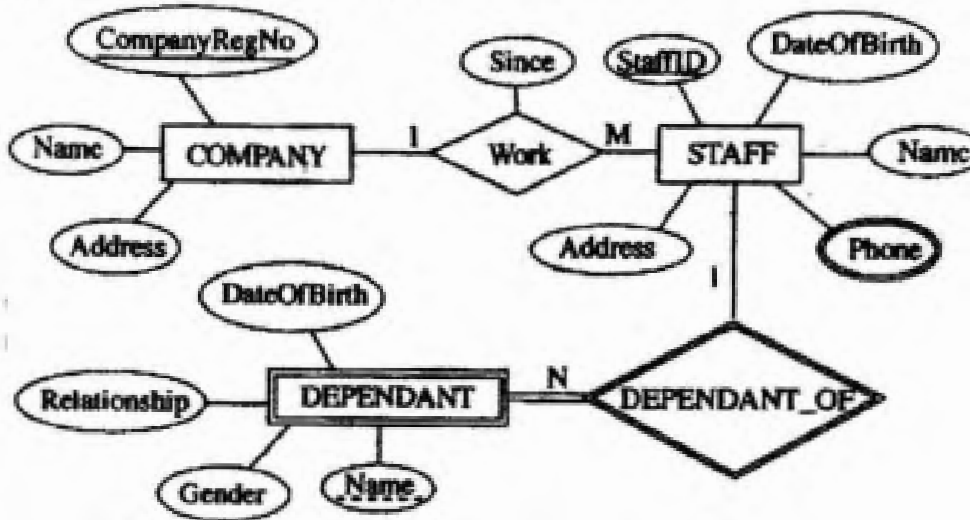 CompanyRegNo
Since
StaffID
DateOfBirth
Name
COMPANY
1
Work
M
STAFF
Name
Address
Address
Phone
DateOfBirth
1
Relationship
DEPENDANT
N
DEPENDANT_OF
Gender
Name